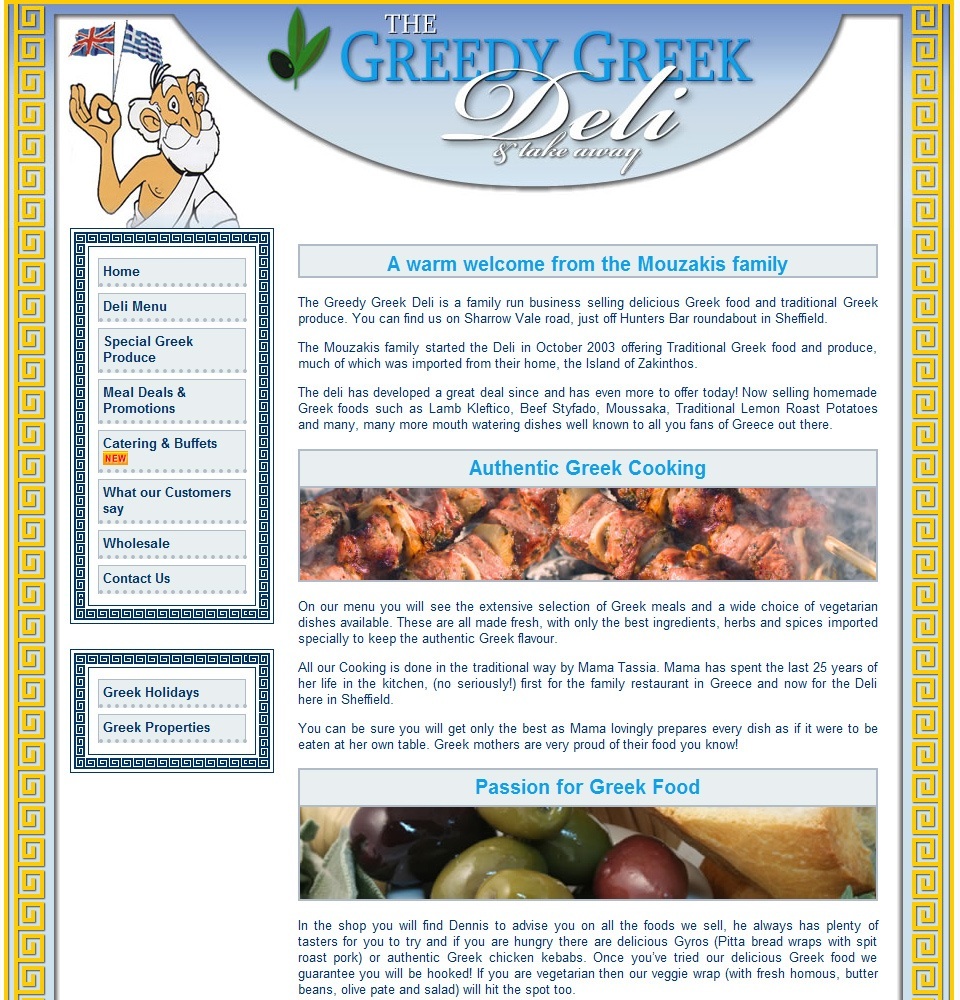 THE
GREEDY GREEK
Deli
& take away
Home
Deli Menu
Special Greek
Produce
Meal Deals &
Promotions
Catering & Buffets
NEW
What our Customers
say
Wholesale
Contact Us
Greek Holidays
Greek Properties
A warm welcome from the Mouzakis family
The Greedy Greek Deli is a family run business selling delicious Greek food and traditional Greek
produce. You can find us on Sharrow Vale road, just off Hunters Bar roundabout in Sheffield.
The Mouzakis family started the Deli in October 2003 offering Traditional Greek food and produce,
much of which was imported from their home, the Island of Zakinthos.
The deli has developed a great deal since and has even more to offer today! Now selling homemade
Greek foods such as Lamb Kleftico, Beef Styfado, Moussaka, Traditional Lemon Roast Potatoes
and many, many more mouth watering dishes well known to all you fans of Greece out there.
Authentic Greek Cooking
On our menu you will see the extensive selection of Greek meals and a wide choice of vegetarian
dishes available. These are all made fresh, with only the best ingredients, herbs and spices imported
specially to keep the authentic Greek flavour.
All our Cooking is done in the traditional way by Mama Tassia. Mama has spent the last 25 years of
her life in the kitchen, (no seriously!) first for the family restaurant in Greece and now for the Deli
here in Sheffield.
You can be sure you will get only the best as Mama lovingly prepares every dish as if it were to be
eaten at her own table. Greek mothers are very proud of their food you know!
Passion for Greek Food
In the shop you will find Dennis to advise you on all the foods we sell, he always has plenty of
tasters for you to try and if you are hungry there are delicious Gyros (Pitta bread wraps with spit
roast pork) or authentic Greek chicken kebabs. Once you've tried our delicious Greek food we
guarantee you will be hooked! If you are vegetarian then our veggie wrap (with fresh homous, butter
beans, olive pate and salad) will hit the spot too.